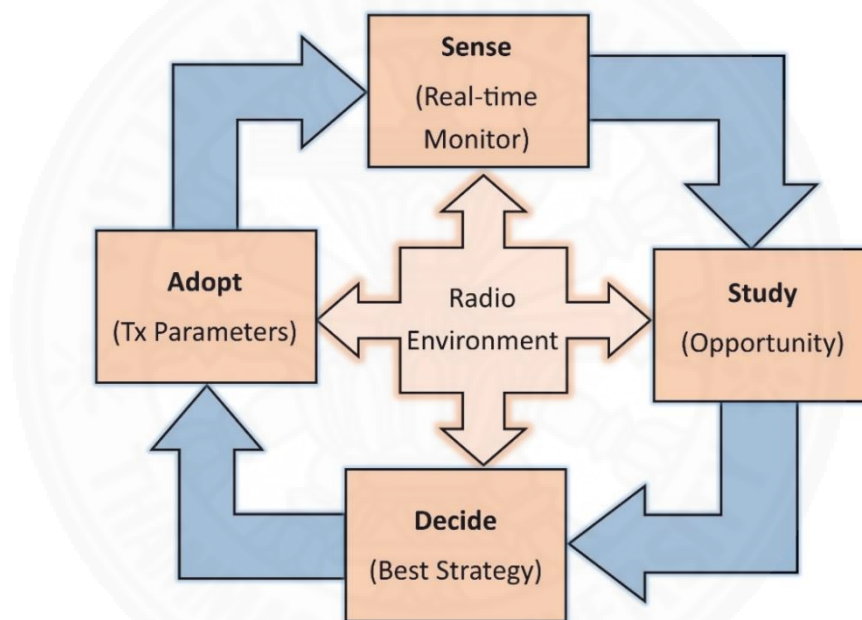 Sense
(Real-time
Monitor)
Adopt
(Tx Parameters)
Radio
Environment
Study
(Opportunity)
Decide
(Best Strategy)